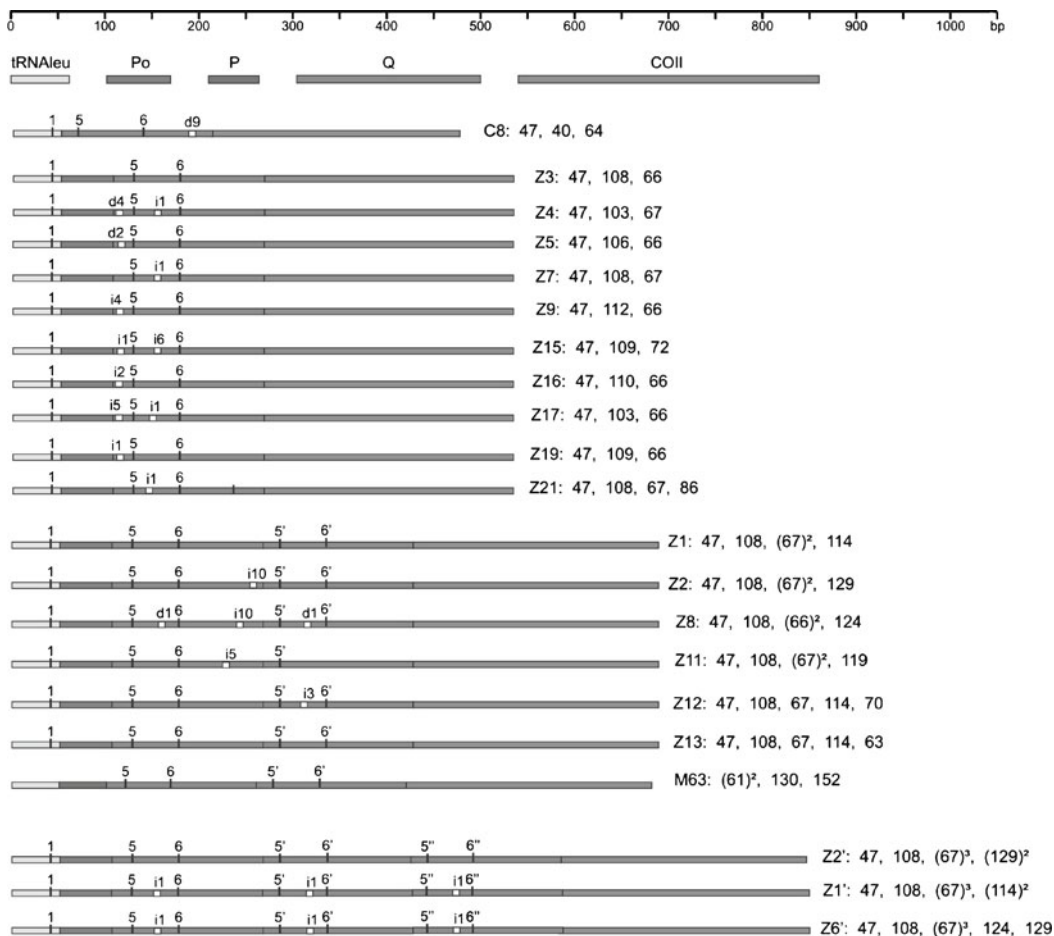 0 100 200 300 400 500 600 700 800 900 1000 bp
tRNAleu Po P Q COII
1 5 6 d9
C8: 47, 40, 64
1 5 6
Z3: 47, 108, 66
1 d4 5 i1 6
Z4: 47, 103, 67
1 d2 5 6
Z5: 47, 106, 66
1 5 i1 6
Z7: 47, 108, 67
1 i4 5 6
Z9: 47, 112, 66
1 i1 5 i6 6
Z15: 47, 109, 72
1 i2 5 6
Z16: 47, 110, 66
1 i5 5 i1 6
Z17: 47, 103, 66
1 i1 5 6
Z19: 47, 109, 66
1 5 i1 6
Z21: 47, 108, 67, 86
1 5 6 5' 6'
Z1: 47, 108, (67)², 114
1 5 6 i10 5' 6'
Z2: 47, 108, (67)², 129
1 5 d1 6 i10 5' d1 6'
Z8: 47, 108, (66)², 124
1 5 6 i5 5'
Z11: 47, 108, (67)², 119
1 5 6 5' i3 6'
Z12: 47, 108, 67, 114, 70
1 5 6 5' 6'
Z13: 47, 108, 67, 114, 63
5 6 5' 6'
M63: (61)², 130, 152
1 5 6 5' 6' 5" 6"
Z2': 47, 108, (67)³, (129)²
1 5 i1 6 5' i1 6' 5" i1 6"
Z1': 47, 108, (67)³, (114)²
1 5 i1 6 5' i1 6' 5" i1 6"
Z6': 47, 108, (67)³, 124, 129